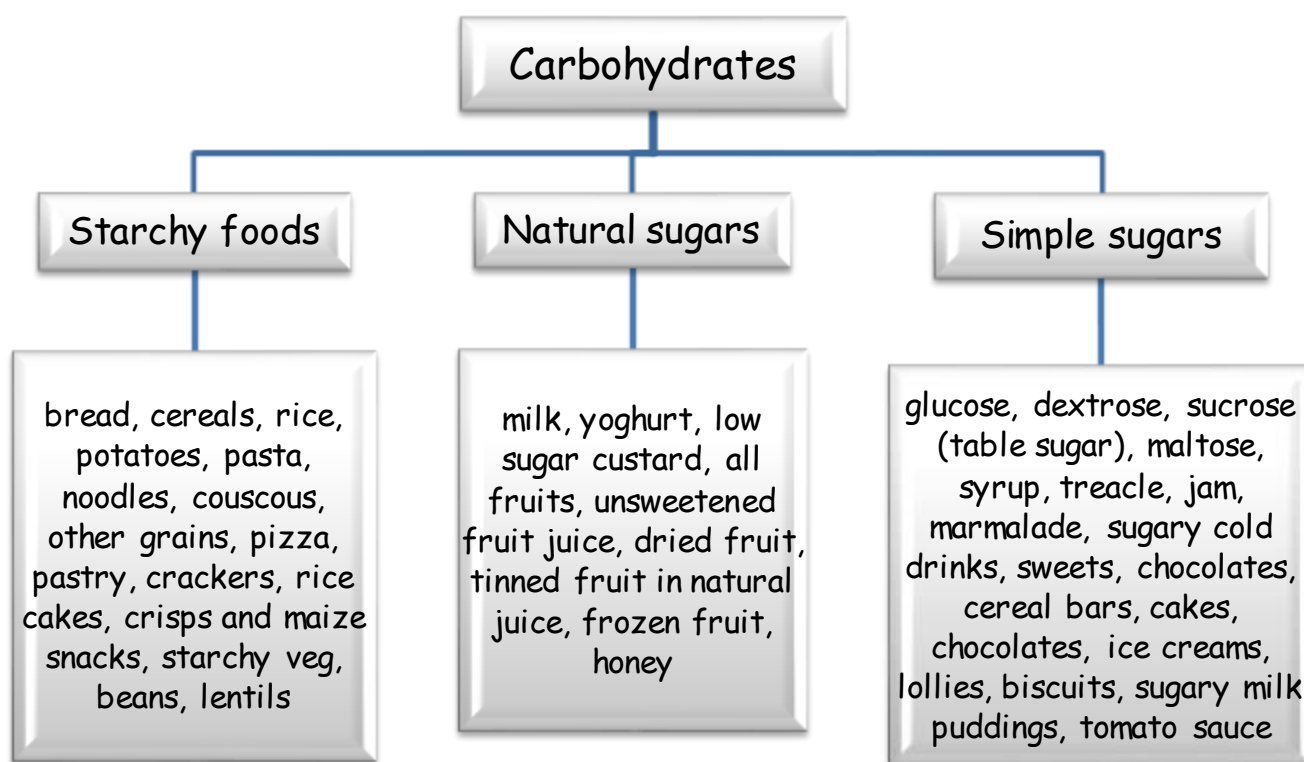 Carbohydrates
Starchy foods
Natural sugars
Simple sugars
bread, cereals, rice,
potatoes, pasta,
noodles, couscous,
other grains, pizza,
pastry, crackers, rice
cakes, crisps and maize
snacks, starchy veg,
beans, lentils
milk, yoghurt, low
sugar custard, all
fruits, unsweetened
fruit juice, dried fruit,
tinned fruit in natural
juice, frozen fruit,
honey
glucose, dextrose, sucrose
(table sugar), maltose,
syrup, treacle, jam,
marmalade, sugary cold
drinks, sweets, chocolates,
cereal bars, cakes,
chocolates, ice creams,
lollies, biscuits, sugary milk
puddings, tomato sauce